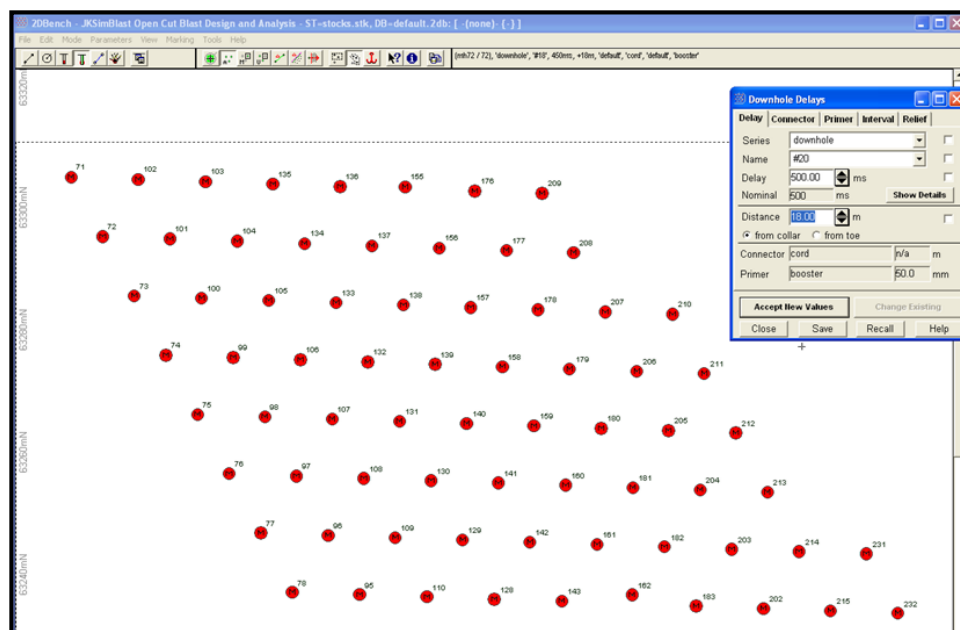 2DBench - JKSimBlast Open Cut Blast Design and Analysis - ST=stocks.stk, DB=default.2db: [ -(none)- {-} ]
File Edit Mode Parameters View Marking Tools Help
(mh72 / 72), 'downhole', '#18', 450ms, +18m, 'default', 'cord', 'default', 'booster'
63320m
63300mN
63280mN
63260mN
63240mN
71 102 103 135 136 155 176 209
72 101 104 134 137 156 177 208
73 100 105 133 138 157 178 207 210
74 99 106 132 139 158 179 206 211
75 98 107 131 140 159 180 205 212
76 97 108 130 141 160 181 204 213
77 96 109 129 142 161 182 203 214 231
78 95 110 128 143 162 183 202 215 232
Downhole Delays
Delay Connector Primer Interval Relief
Series downhole
Name #20
Delay 500.00 ms
Nominal 500 ms Show Details
Distance 18.00 m
from collar from toe
Connector cord n/a m
Primer booster 50.0 mm
Accept New Values Change Existing
Close Save Recall Help